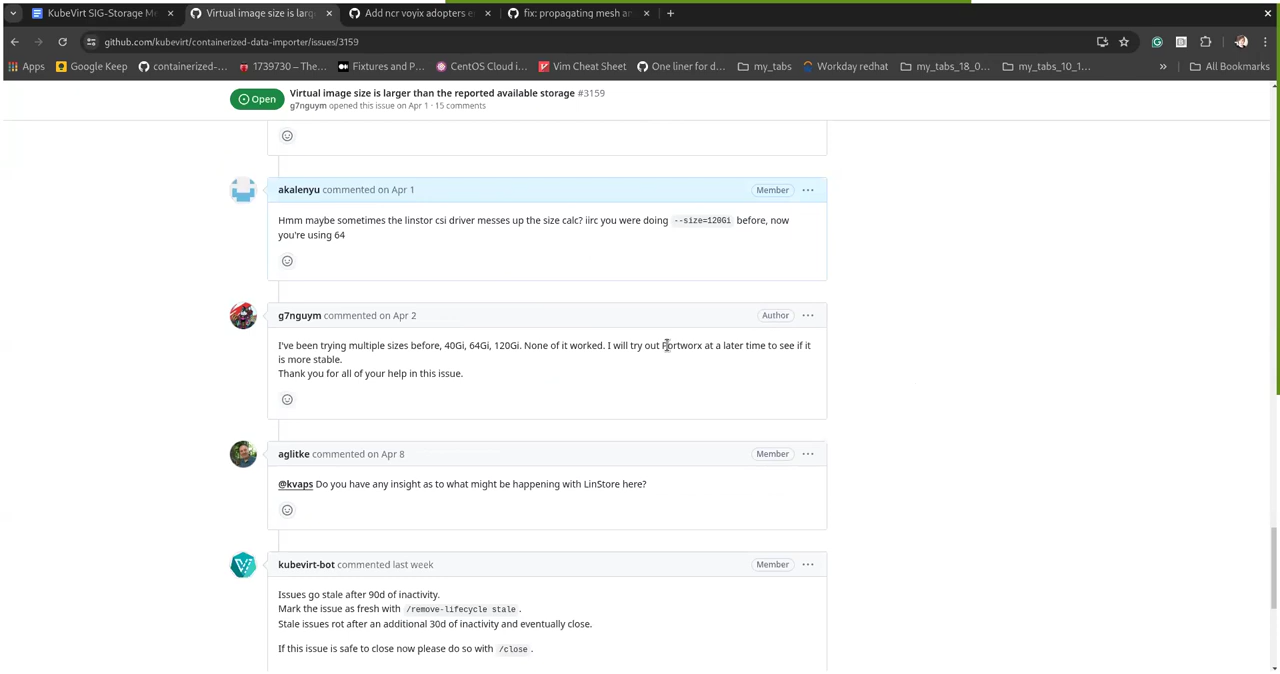 KubeVirt SIG-Storage M
Virtual image size is larg
Add ncr voyix adopters e
fix: propagating mesh a
github.com/kubevirt/containerized-data-importer/issues/3159
Apps
Google Keep
containerized-...
1739730 – The...
Fixtures and P...
CentOS Cloud i...
Vim Cheat Sheet
One liner for d...
my_tabs
Workday redhat
my_tabs_18_0...
my_tabs_10_1...
»
All Bookmarks
Open
Virtual image size is larger than the reported available storage #3159
g7nguym opened this issue on Apr 1 · 15 comments
akalenyu commented on Apr 1
Member
Hmm maybe sometimes the linstor csi driver messes up the size calc? iirc you were doing --size=120Gi before, now
you're using 64
g7nguym commented on Apr 2
Author
I've been trying multiple sizes before, 40Gi, 64Gi, 120Gi. None of it worked. I will try out Portworx at a later time to see if it
is more stable.
Thank you for all of your help in this issue.
aglitke commented on Apr 8
Member
@kvaps Do you have any insight as to what might be happening with LinStore here?
kubevirt-bot commented last week
Member
Issues go stale after 90d of inactivity.
Mark the issue as fresh with /remove-lifecycle stale .
Stale issues rot after an additional 30d of inactivity and eventually close.
If this issue is safe to close now please do so with /close .